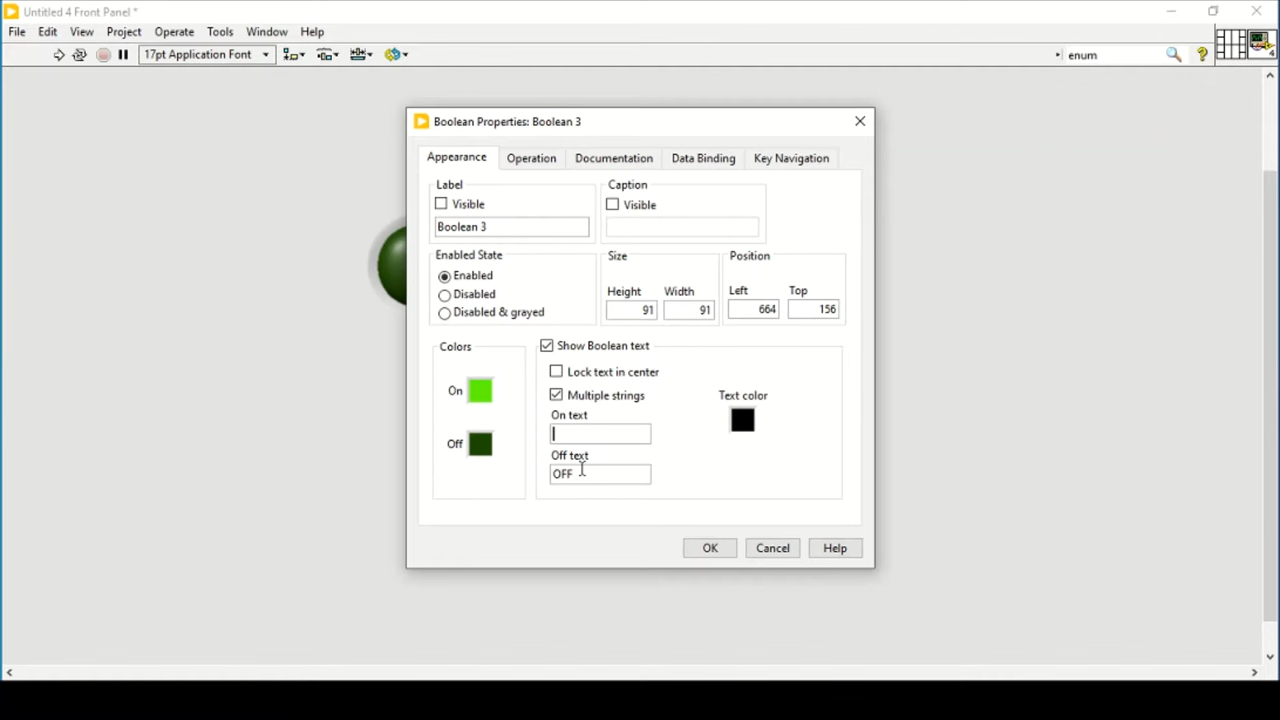 Untitled 4 Front Panel *
File Edit View Project Operate Tools Window Help
17pt Application Font
enum
4
Boolean Properties: Boolean 3
Appearance Operation Documentation Data Binding Key Navigation
Label Caption
Visible Visible
Boolean 3
Enabled State Size Position
Enabled
Height Width Left Top
Disabled
91 91 664 156
Disabled & grayed
Colors Show Boolean text
Lock text in center
On Multiple strings Text color
On text
Off Off text
OFF
OK Cancel Help